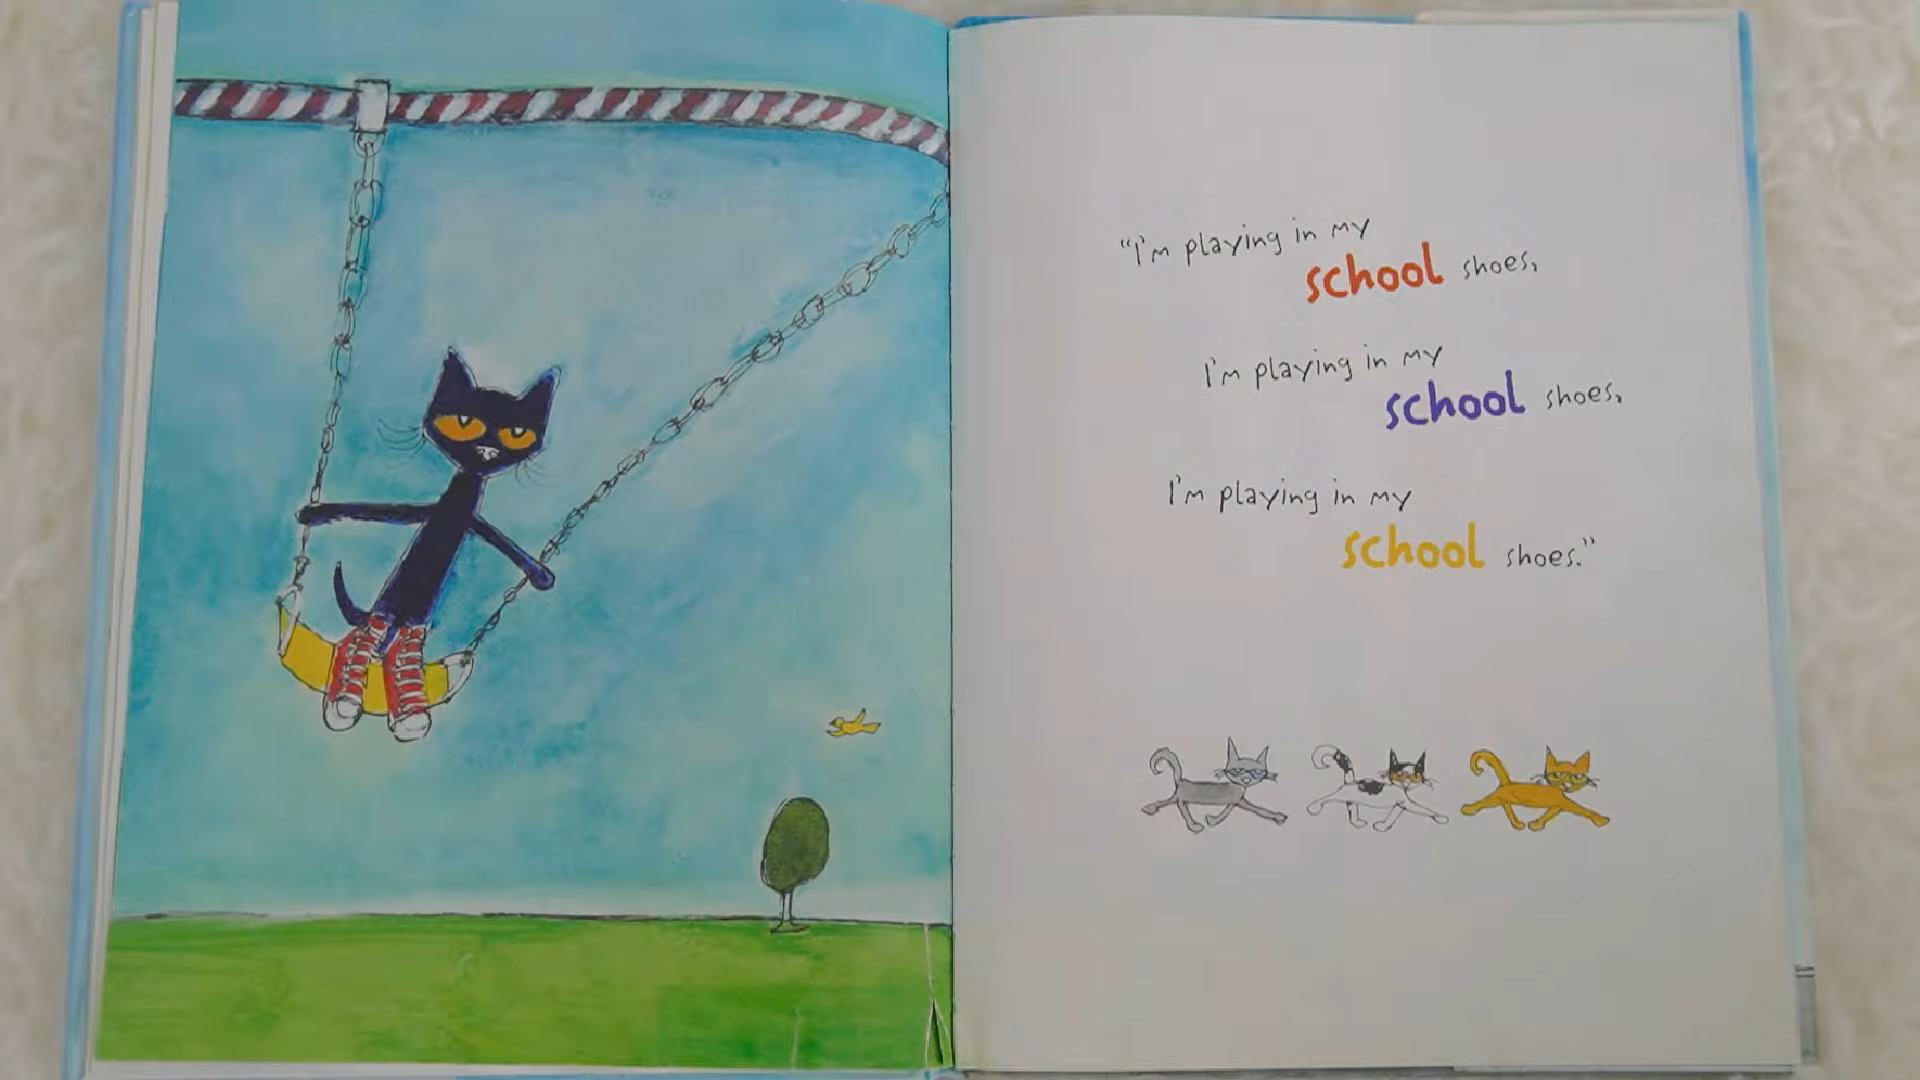 “I'm playing in my
school shoes,
I'm playing in my
school shoes,
I'm playing in my
school shoes.”